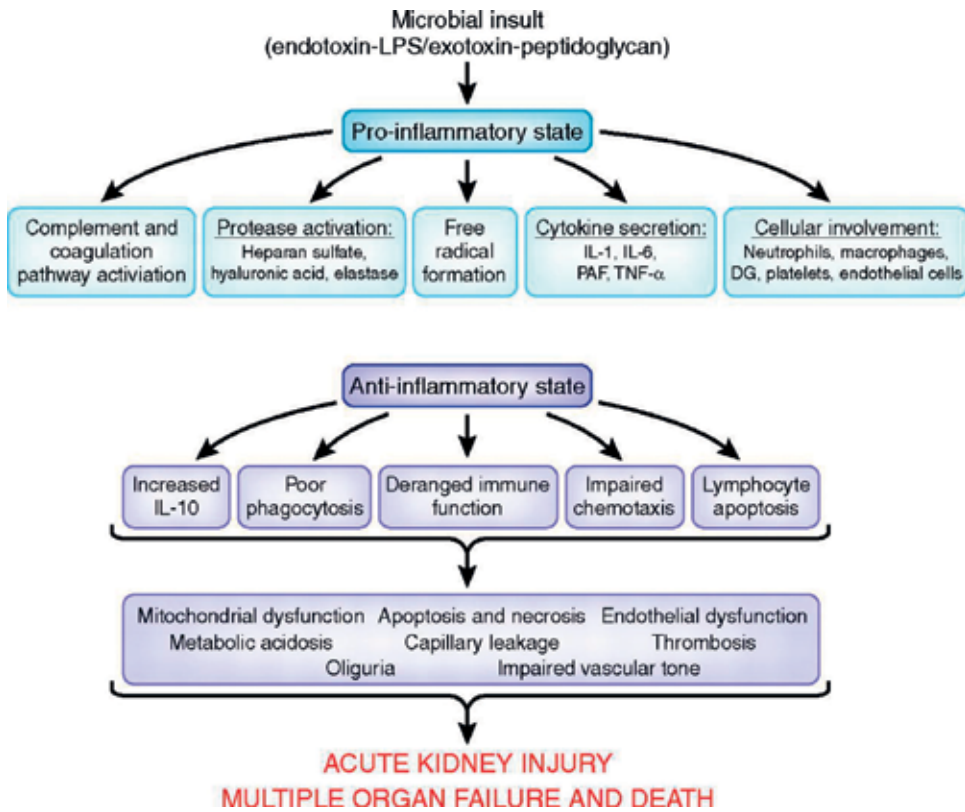 Microbial insult
(endotoxin-LPS/exotoxin-peptidoglycan)
Pro-inflammatory state
Complement and
coagulation
pathway activiation
Protease activation:
Heparan sulfate,
hyaluronic acid, elastase
Free
radical
formation
Cytokine secretion:
IL-1, IL-6,
PAF, TNF-α
Cellular involvement:
Neutrophils, macrophages,
DG, platelets, endothelial cells
Anti-inflammatory state
Increased
IL-10
Poor
phagocytosis
Deranged immune
function
Impaired
chemotaxis
Lymphocyte
apoptosis
Mitochondrial dysfunction Apoptosis and necrosis Endothelial dysfunction
Metabolic acidosis Capillary leakage Thrombosis
Oliguria Impaired vascular tone
ACUTE KIDNEY INJURY
MULTIPLE ORGAN FAILURE AND DEATH